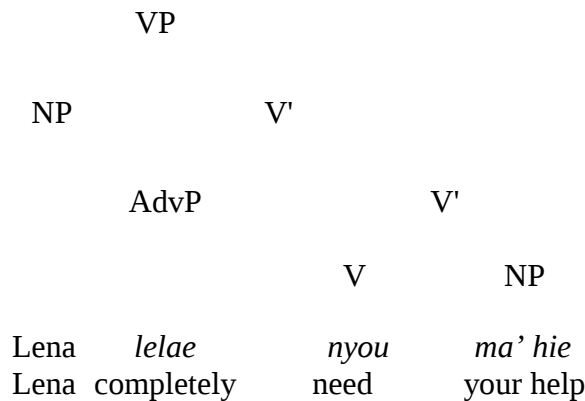 VP
NP V'
AdvP V'
V NP
Lena lelae nyou ma’ hie
Lena completely need your help